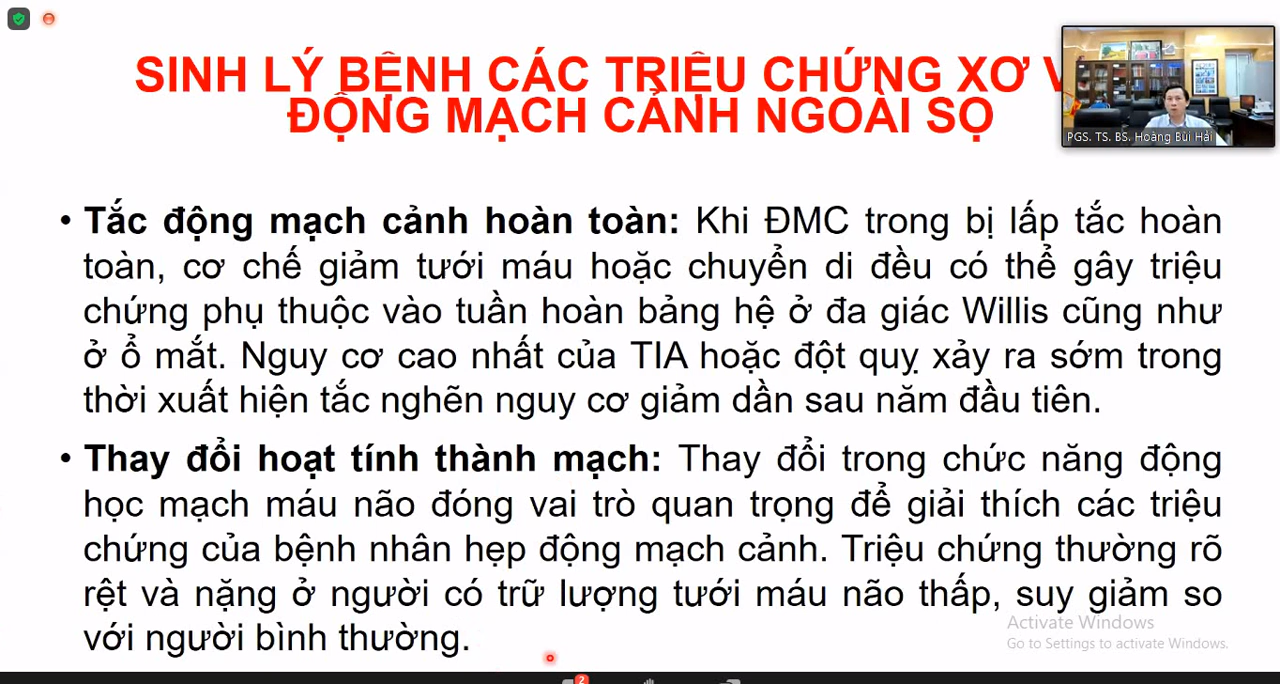 SINH LÝ BỆNH CÁC TRIỆU CHỨNG XƠ
ĐỘNG MẠCH CẢNH NGOÀI SỌ
PGS. TS. BS. Hoàng Bùi Hải
• Tắc động mạch cảnh hoàn toàn: Khi ĐMC trong bị lấp tắc hoàn
toàn, cơ chế giảm tưới máu hoặc chuyển di đều có thể gây triệu
chứng phụ thuộc vào tuần hoàn bảng hệ ở đa giác Willis cũng như
ở ổ mắt. Nguy cơ cao nhất của TIA hoặc đột quỵ xảy ra sớm trong
thời xuất hiện tắc nghẽn nguy cơ giảm dần sau năm đầu tiên.
• Thay đổi hoạt tính thành mạch: Thay đổi trong chức năng động
học mạch máu não đóng vai trò quan trọng để giải thích các triệu
chứng của bệnh nhân hẹp động mạch cảnh. Triệu chứng thường rõ
rệt và nặng ở người có trữ lượng tưới máu não thấp, suy giảm so
với người bình thường.
Activate Windows
Go to Settings to activate Windows.
2